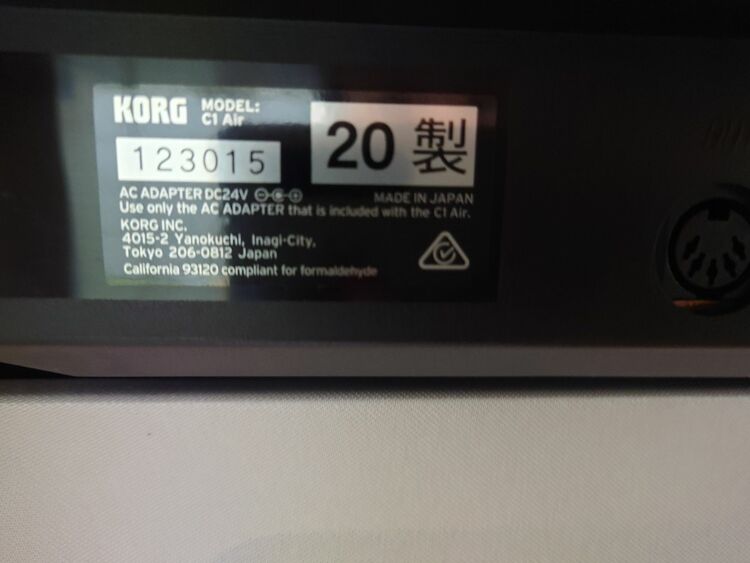 KORG MODEL:
C1 Air
123015
20 製
AC ADAPTER DC24V
MADE IN JAPAN
Use only the AC ADAPTER that is included with the C1 Air.
KORG INC.
4015-2 Yanokuchi, Inagi-City,
Tokyo 206-0812 Japan
California 93120 compliant for formaldehyde